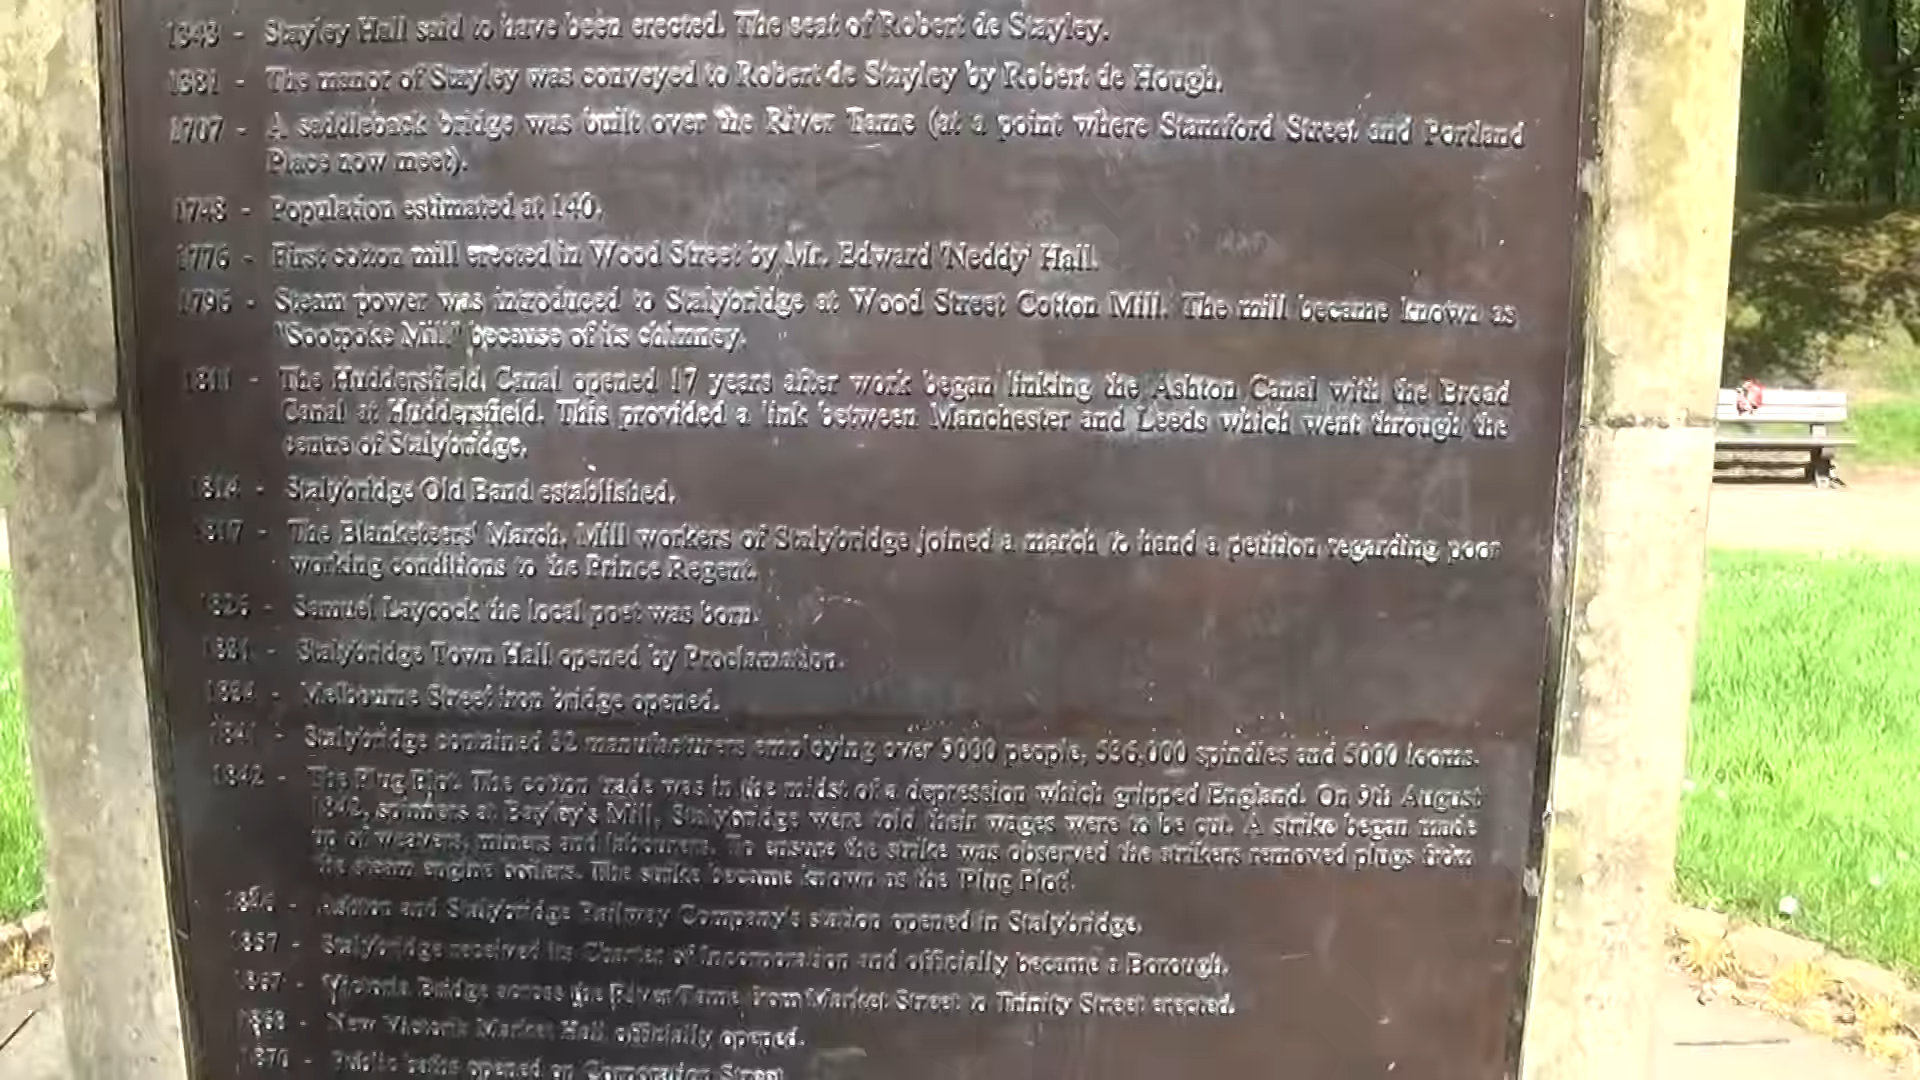 1343 - Stayley Hall said to have been erected. The seat of Robert de Stayley.
1381 - The manor of Stayley was conveyed to Robert de Stayley by Robert de Hough.
1707 - A saddleback bridge was built over the River Tame (at a point where Stamford Street and Portland
Place now meet).
1748 - Population estimated at 140.
1776 - First cotton mill erected in Wood Street by Mr. Edward 'Neddy' Hall.
1796 - Steam power was introduced to Stalybridge at Wood Street Cotton Mill. The mill became known as
"Sootpoke Mill" because of its chimney.
1811 - The Huddersfield Canal opened 17 years after work began linking the Ashton Canal with the Broad
Canal at Huddersfield. This provided a link between Manchester and Leeds which went through the
centre of Stalybridge.
1814 - Stalybridge Old Band established.
1817 - The Blanketeers' March. Mill workers of Stalybridge joined a march to hand a petition regarding poor
working conditions to the Prince Regent.
1826 - Samuel Laycock the local poet was born.
1831 - Stalybridge Town Hall opened by Proclamation.
- Melbourne Street iron bridge opened.
1841 - Stalybridge contained 32 manufacturers employing over 9000 people, 536,000 spindles and 5000 looms.
1842 - The Plug Plot. The cotton trade was in the midst of a depression which gripped England. On 9th August
1842, spinners at Bayley's Mill, Stalybridge were told their wages were to be cut. A strike began made
up of weavers, miners and labourers. To ensure the strike was observed the strikers removed plugs from
the steam engine boilers. The strike became known as the 'Plug Plot'.
- Ashton and Stalybridge Railway Company's station opened in Stalybridge.
1857 - Stalybridge received its Charter of Incorporation and officially became a Borough.
1867 - Victoria Bridge across the River Tame from Market Street to Trinity Street erected.
1868 - New Victoria Market Hall officially opened.
1870 - Public baths opened on Corporation Street.